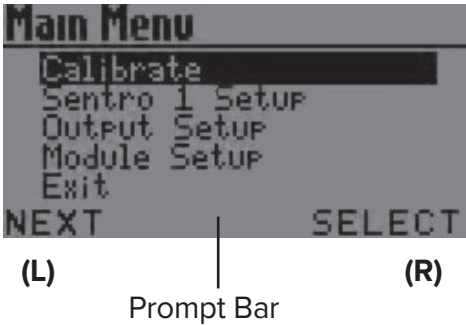 Main Menu
Calibrate
Sentro 1 Setup
Output Setup
Module Setup
Exit
NEXT SELECT
(L) (R)
Prompt Bar